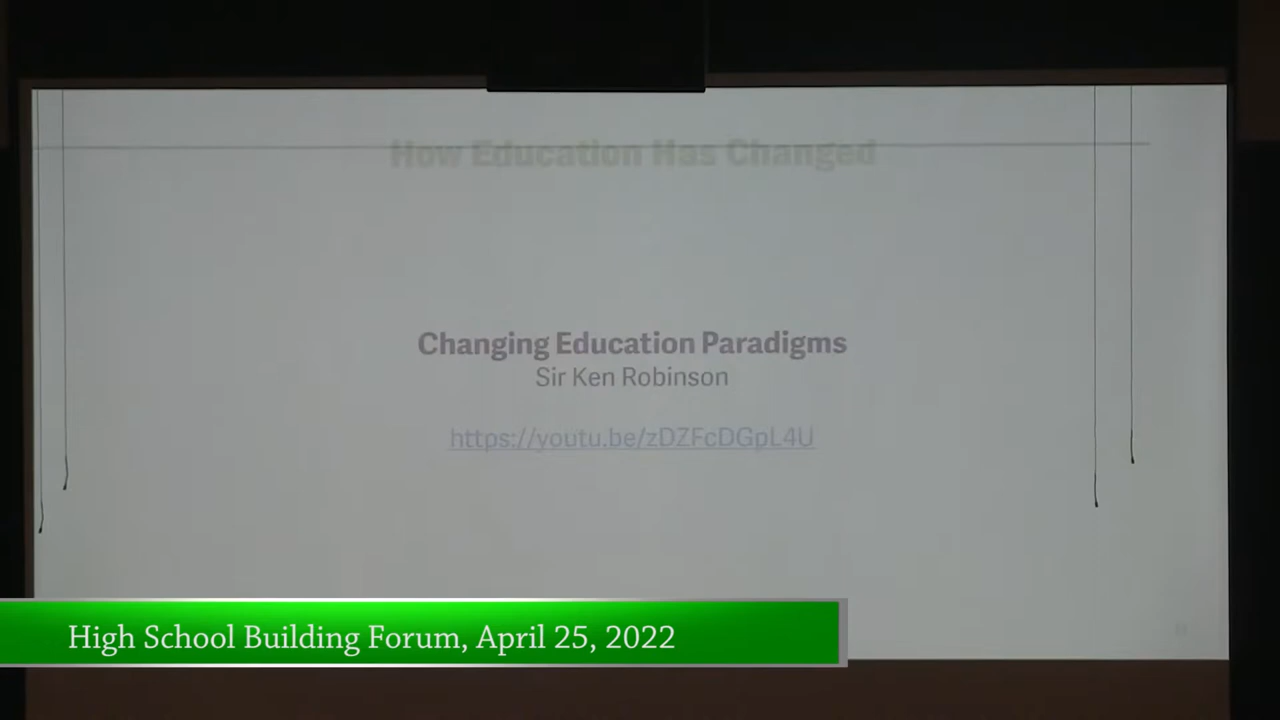 How Education Has Changed
Changing Education Paradigms
Sir Ken Robinson
https://youtu.be/zDZFcDGpL4U
High School Building Forum, April 25, 2022